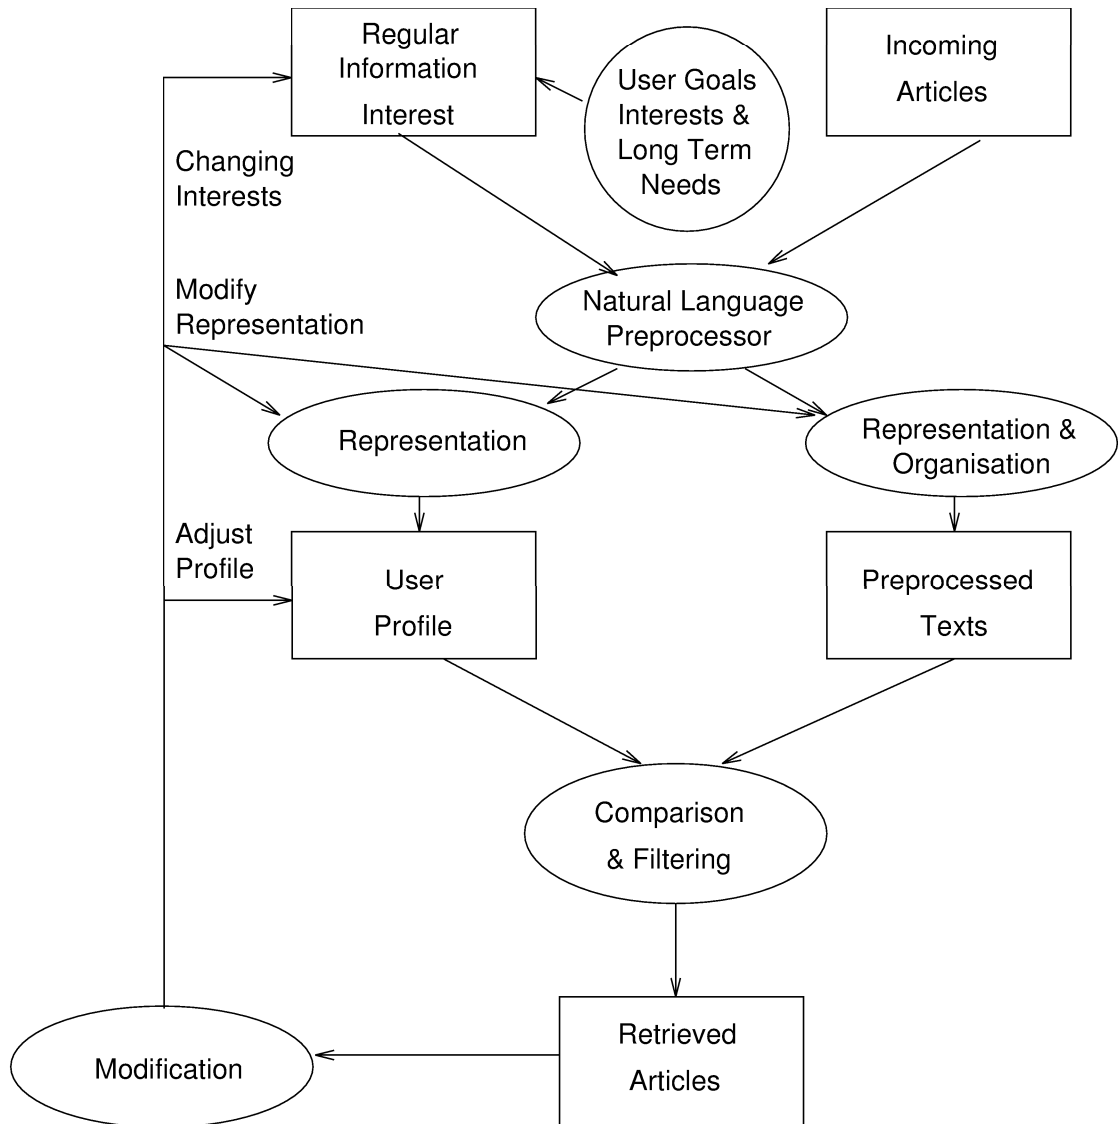 Regular
Information
Interest
User Goals
Interests &
Long Term
Needs
Incoming
Articles
Changing
Interests
Modify
Representation
Natural Language
Preprocessor
Representation
Representation &
Organisation
Adjust
Profile
User
Profile
Preprocessed
Texts
Comparison
& Filtering
Modification
Retrieved
Articles